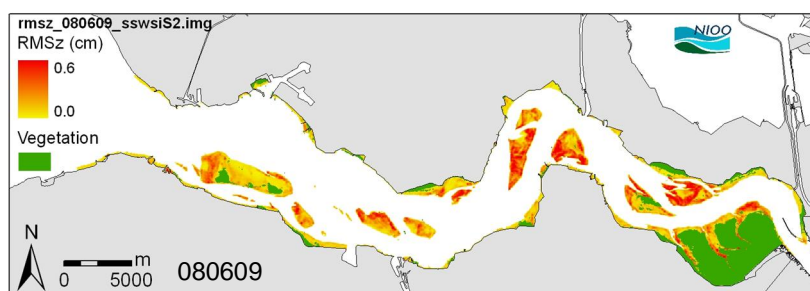 rmsz_080609_sswsiS2.img
RMSz (cm)
0.6
0.0
Vegetation
NIOO
N
0 5000 m
080609